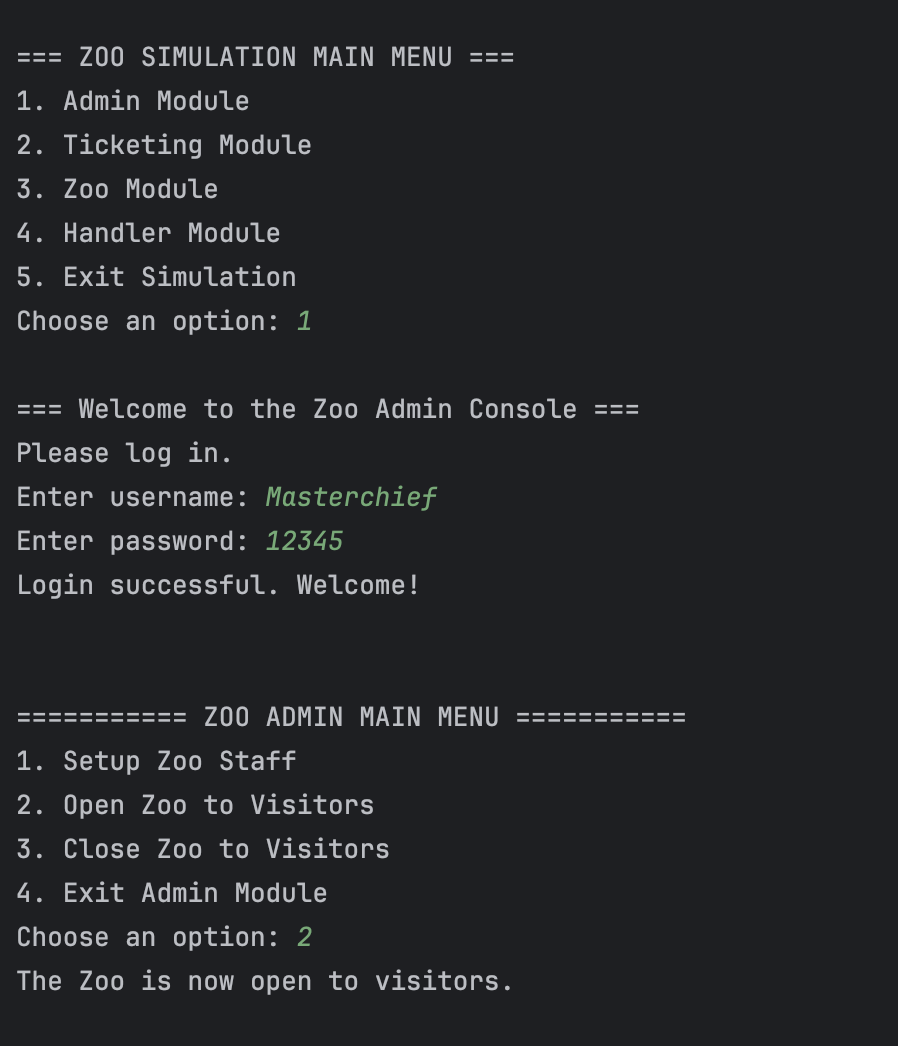 === ZOO SIMULATION MAIN MENU ===
1. Admin Module
2. Ticketing Module
3. Zoo Module
4. Handler Module
5. Exit Simulation
Choose an option: 1
=== Welcome to the Zoo Admin Console ===
Please log in.
Enter username: Masterchief
Enter password: 12345
Login successful. Welcome!
=========== ZOO ADMIN MAIN MENU ===========
1. Setup Zoo Staff
2. Open Zoo to Visitors
3. Close Zoo to Visitors
4. Exit Admin Module
Choose an option: 2
The Zoo is now open to visitors.